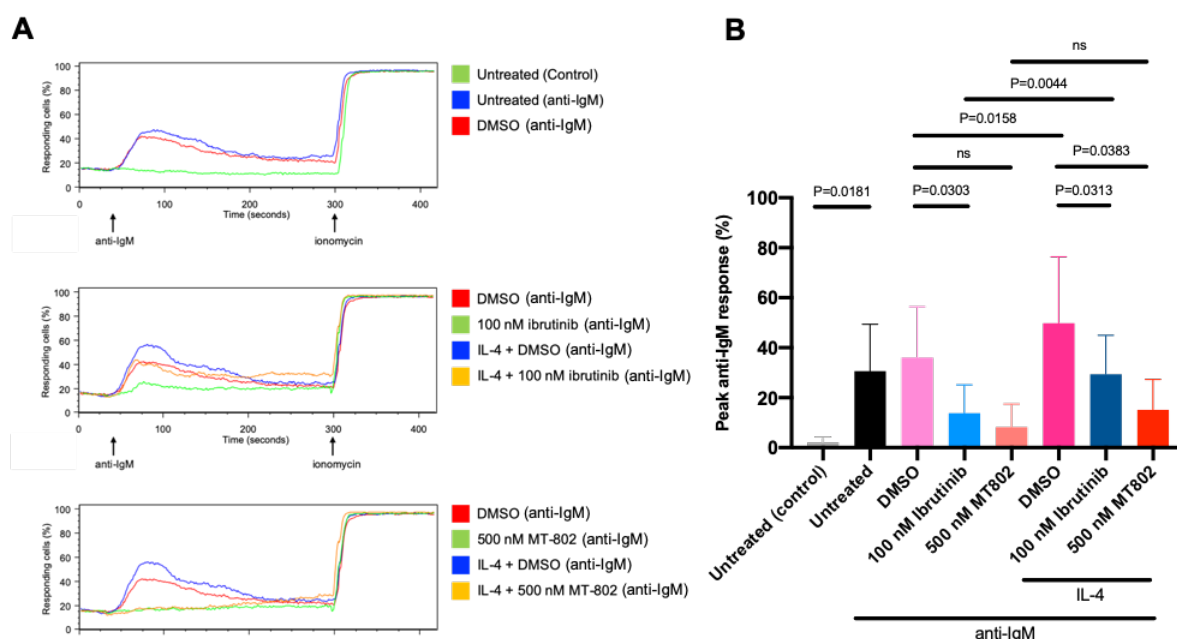 A
Responding cells (%)
100
80
60
40
20
0
0
100
200
300
400
Time (seconds)
anti-IgM
ionomycin
Untreated (Control)
Untreated (anti-IgM)
DMSO (anti-IgM)
Responding cells (%)
100
80
60
40
20
0
0
100
200
300
400
Time (seconds)
anti-IgM
ionomycin
DMSO (anti-IgM)
100 nM ibrutinib (anti-IgM)
IL-4 + DMSO (anti-IgM)
IL-4 + 100 nM ibrutinib (anti-IgM)
Responding cells (%)
100
80
60
40
20
0
DMSO (anti-IgM)
500 nM MT-802 (anti-IgM)
IL-4 + DMSO (anti-IgM)
IL-4 + 500 nM MT-802 (anti-IgM)
B
ns
P=0.0044
P=0.0158
ns
P=0.0383
P=0.0181
P=0.0303
P=0.0313
Peak anti-IgM response (%)
100
80
60
40
20
0
Untreated (control)
Untreated
DMSO
100 nM Ibrutinib
500 nM MT802
DMSO
100 nM Ibrutinib
500 nM MT802
IL-4
anti-IgM